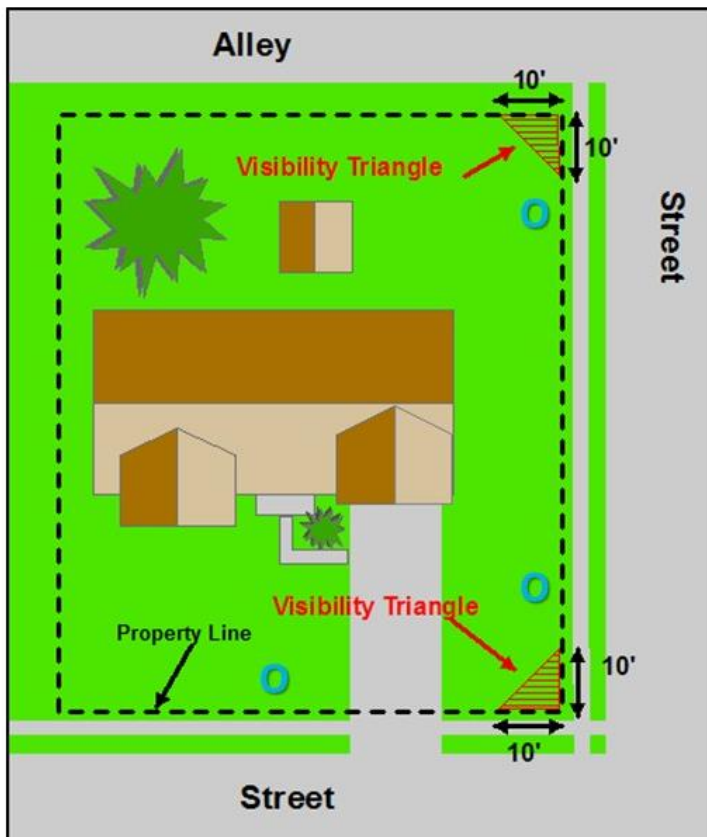 Alley
10'
10'
Visibility Triangle
O
Street
O
Visibility Triangle
Property Line
O
10'
10'
Street